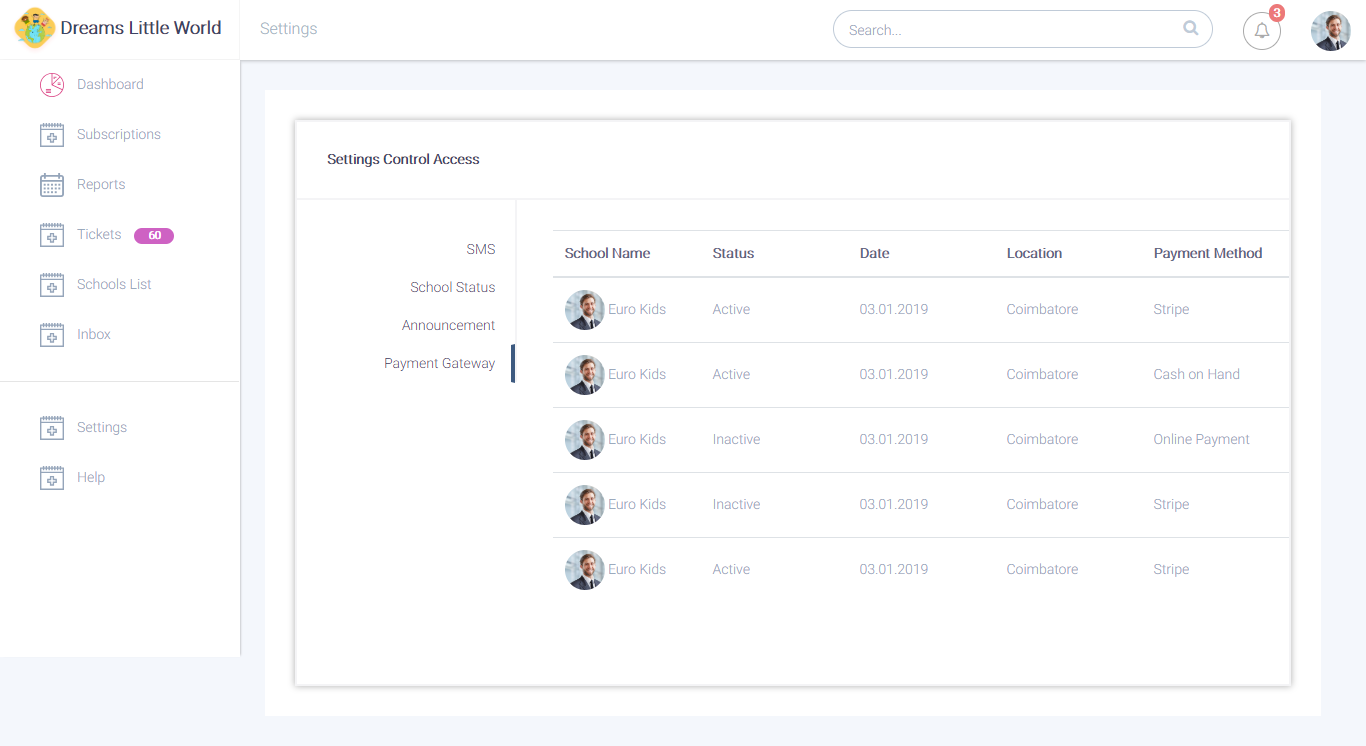 Dreams Little World
Settings
Search...
3
Dashboard
Subscriptions
Reports
Tickets 60
Schools List
Inbox
Settings
Help
Settings Control Access
SMS
School Status
Announcement
Payment Gateway
School Name Status Date Location Payment Method
Euro Kids Active 03.01.2019 Coimbatore Stripe
Euro Kids Active 03.01.2019 Coimbatore Cash on Hand
Euro Kids Inactive 03.01.2019 Coimbatore Online Payment
Euro Kids Inactive 03.01.2019 Coimbatore Stripe
Euro Kids Active 03.01.2019 Coimbatore Stripe